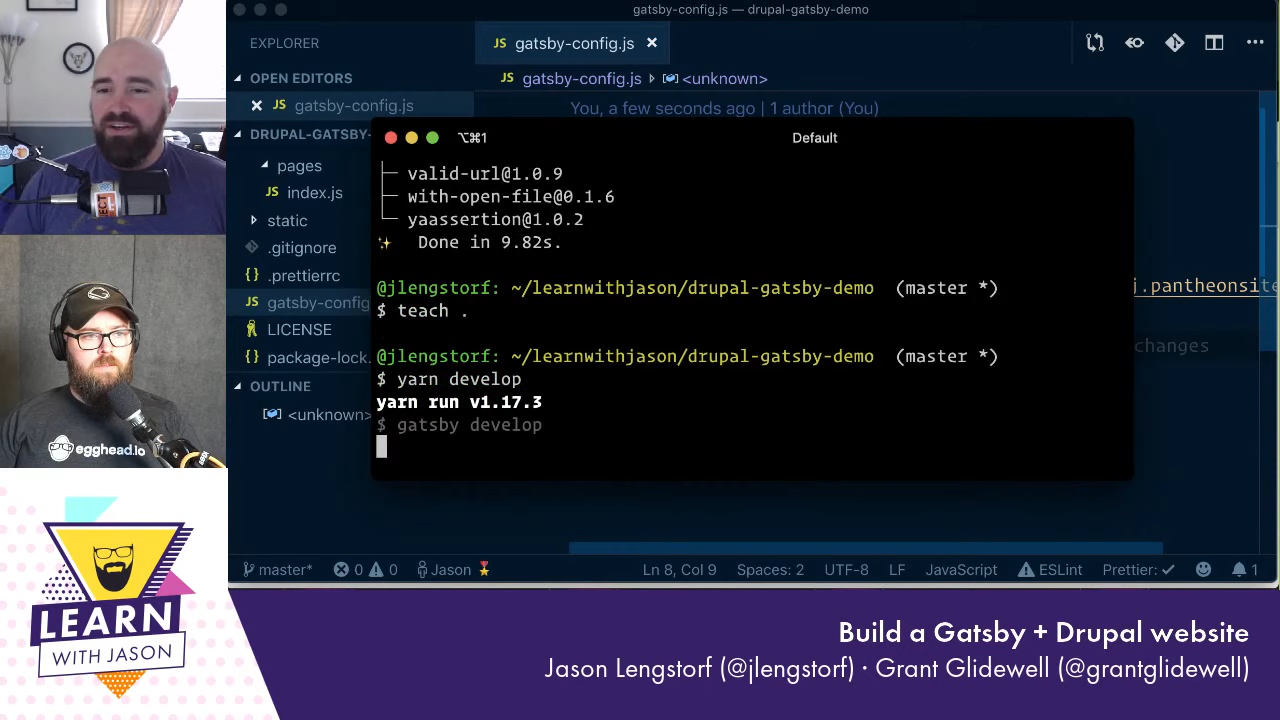 gatsby-config.js — drupal-gatsby-demo
EXPLORER
JS gatsby-config.js ×
OPEN EDITORS
JS gatsby-config.js
<unknown>
× JS gatsby-config.js
You, a few seconds ago | 1 author (You)
DRUPAL-GATSBY-
⌥⌘1
Default
pages
JS index.js
static
.gitignore
{} .prettierrc
JS gatsby-config
LICENSE
{} package-lock.
OUTLINE
<unknown>
├─ valid-url@1.0.9
├─ with-open-file@0.1.6
└─ yaassertion@1.0.2
✨ Done in 9.82s.
@jlengstorf: ~/learnwithjason/drupal-gatsby-demo (master *)
$ teach .
@jlengstorf: ~/learnwithjason/drupal-gatsby-demo (master *)
$ yarn develop
yarn run v1.17.3
$ gatsby develop
j.pantheonsite
changes
egghead.io
master* 0 0 Jason Ln 8, Col 9 Spaces: 2 UTF-8 LF JavaScript ESLint Prettier: ✓ 1
LEARN
WITH JASON
Build a Gatsby + Drupal website
Jason Lengstorf (@jlengstorf) · Grant Glidewell (@grantglidewell)